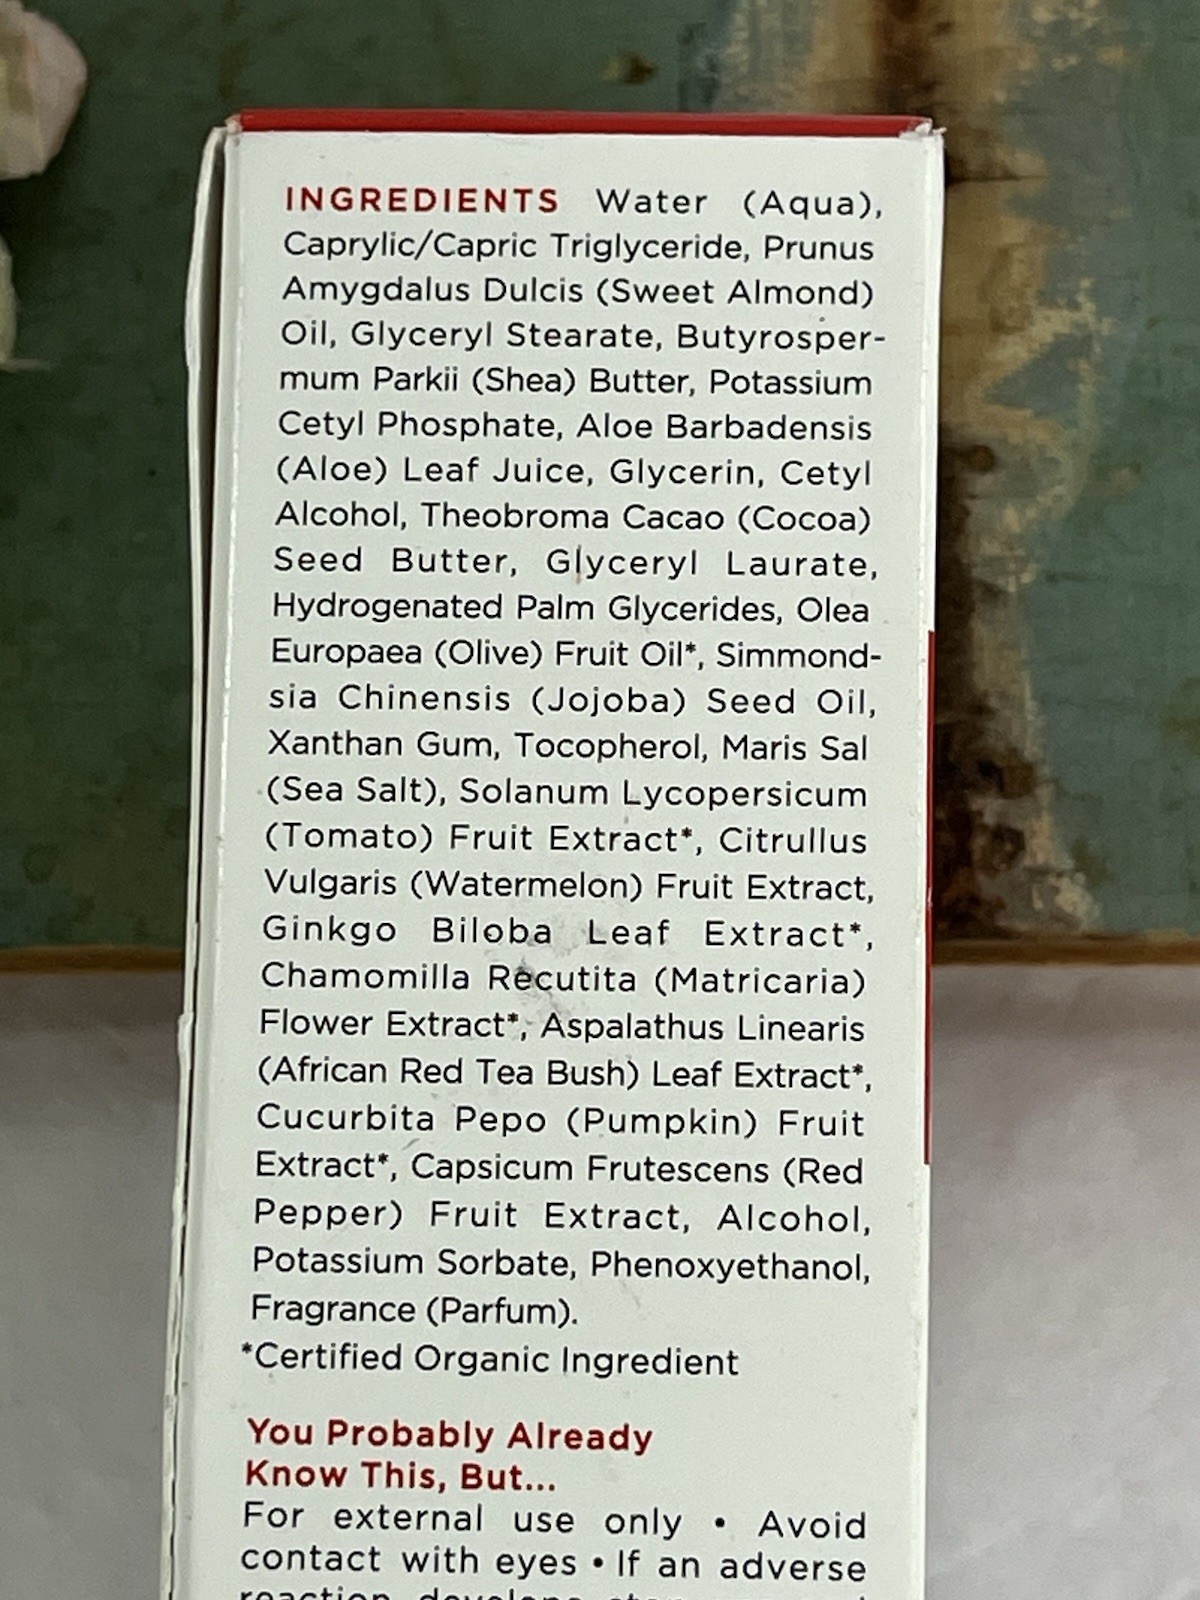 INGREDIENTS Water (Aqua),
Caprylic/Capric Triglyceride, Prunus
Amygdalus Dulcis (Sweet Almond)
Oil, Glyceryl Stearate, Butyrosper-
mum Parkii (Shea) Butter, Potassium
Cetyl Phosphate, Aloe Barbadensis
(Aloe) Leaf Juice, Glycerin, Cetyl
Alcohol, Theobroma Cacao (Cocoa)
Seed Butter, Glyceryl Laurate,
Hydrogenated Palm Glycerides, Olea
Europaea (Olive) Fruit Oil*, Simmond-
sia Chinensis (Jojoba) Seed Oil,
Xanthan Gum, Tocopherol, Maris Sal
(Sea Salt), Solanum Lycopersicum
(Tomato) Fruit Extract*, Citrullus
Vulgaris (Watermelon) Fruit Extract,
Ginkgo Biloba Leaf Extract*,
Chamomilla Recutita (Matricaria)
Flower Extract*, Aspalathus Linearis
(African Red Tea Bush) Leaf Extract*,
Cucurbita Pepo (Pumpkin) Fruit
Extract*, Capsicum Frutescens (Red
Pepper) Fruit Extract, Alcohol,
Potassium Sorbate, Phenoxyethanol,
Fragrance (Parfum).
*Certified Organic Ingredient
You Probably Already
Know This, But...
For external use only • Avoid
contact with eyes • If an adverse
reaction develops stop